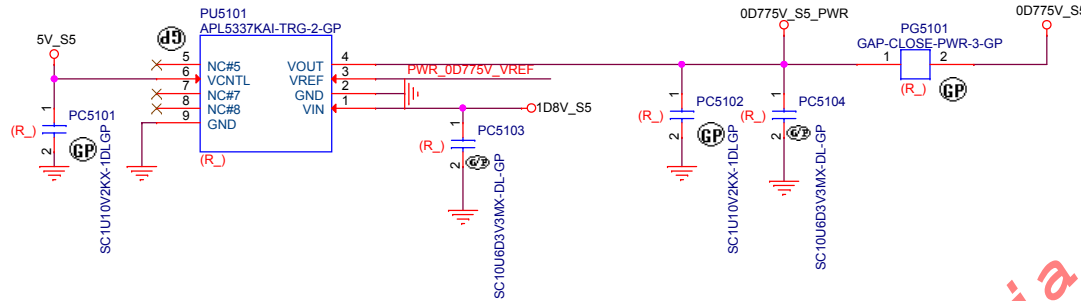 PU5101
APL5337KAI-TRG-2-GP
5V_S5
GP
5 NC#5 VOUT 4
6 VCNTL VREF 3 PWR_0D775V_VREF
7 NC#7 GND 2
8 NC#8 VIN 1 1D8V_S5
9 GND
(R_)
1 PC5101
(R_)
2 GP
SC1U10V2KX-1DLGP
1 PC5103
(R_)
2
SC10U6D3V3MX-DL-GP
0D775V_S5_PWR
0D775V_S5
PG5101
GAP-CLOSE-PWR-3-GP
1 2
(R_) GP
1 PC5102
(R_)
2 GP
SC1U10V2KX-1DLGP
1 PC5104
(R_)
2
SC10U6D3V3MX-DL-GP